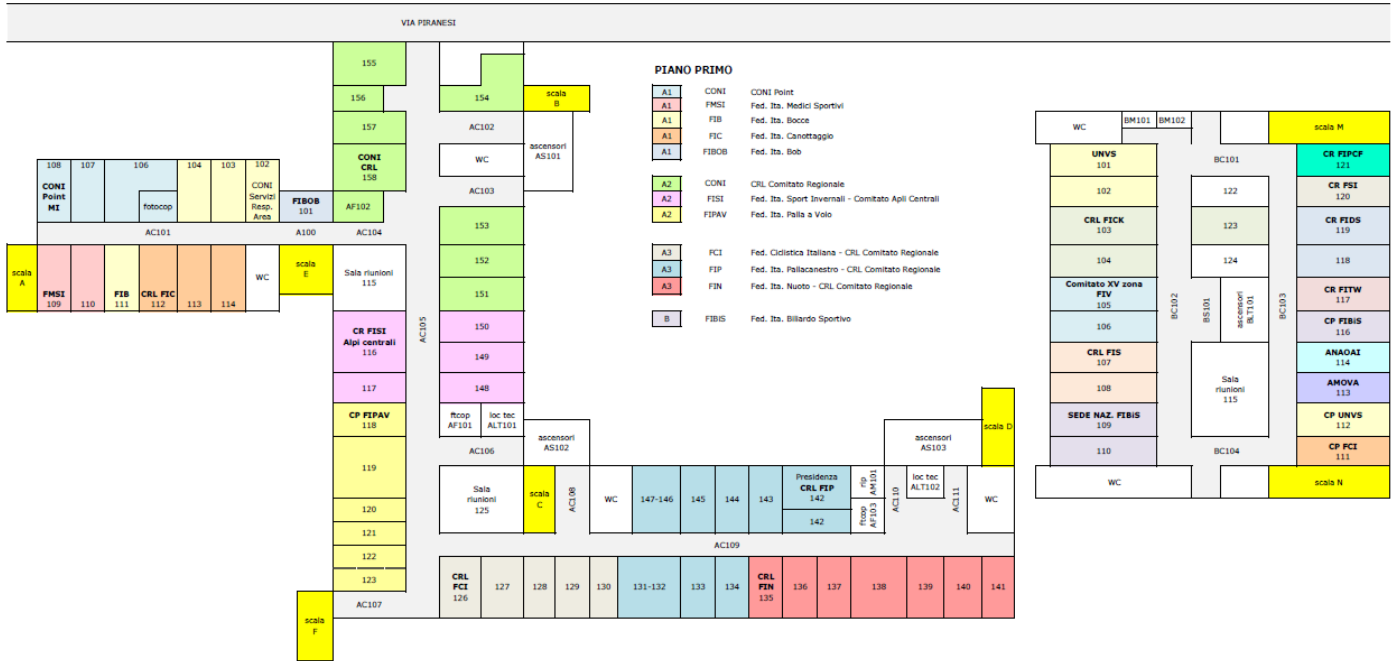 VIA PIRANESI
155
156
154
scala
B
157
AC102
ascensori
AS101
CONI
CRL
158
WC
AC103
AF102
108
107
106
104
103
102
CONI
Point
MI
fotocop
CONI
Servizi
Resp.
Area
FIBOB
101
AC101
A100
AC104
scala
A
FMSI
109
110
FIB
111
CRL FIC
112
113
114
WC
scala
E
Sala riunioni
115
153
152
151
AC105
CR FISI
Alpi centrali
116
150
149
117
148
CP FIPAV
118
ftcop
AF101
loc tec
ALT101
ascensori
AS102
AC106
119
120
121
122
123
AC107
scala
F
Sala
riunioni
125
scala
C
AC108
WC
147-146
145
144
143
Presidenza
CRL FIP
142
142
rip
AM101
ftcop
AF103
AC110
ascensori
AS103
loc tec
ALT102
AC111
WC
scala D
AC109
CRL
FCI
126
127
128
129
130
131-132
133
134
CRL
FIN
135
136
137
138
139
140
141
PIANO PRIMO
A1 CONI CONI Point
A1 FMSI Fed. Ita. Medici Sportivi
A1 FIB Fed. Ita. Bocce
A1 FIC Fed. Ita. Canottaggio
A1 FIBOB Fed. Ita. Bob
A2 CONI CRL Comitato Regionale
A2 FISI Fed. Ita. Sport Invernali - Comitato Apli Centrali
A2 FIPAV Fed. Ita. Palla a Volo
A3 FCI Fed. Ciclistica Italiana - CRL Comitato Regionale
A3 FIP Fed. Ita. Pallacanestro - CRL Comitato Regionale
A3 FIN Fed. Ita. Nuoto - CRL Comitato Regionale
B FIBiS Fed. Ita. Biliardo Sportivo
WC
BM101
BM102
scala M
UNVS
101
BC101
CR FIPCF
121
102
122
CR FSI
120
CRL FICK
103
123
CR FIDS
119
104
124
118
Comitato XV zona
FIV
105
BC102
BS101
ascensori
BLT101
BC103
CR FITW
117
106
CP FIBiS
116
CRL FIS
107
Sala
riunioni
115
ANAOAI
114
108
AMOVA
113
SEDE NAZ. FIBiS
109
CP UNVS
112
110
BC104
CP FCI
111
WC
scala N